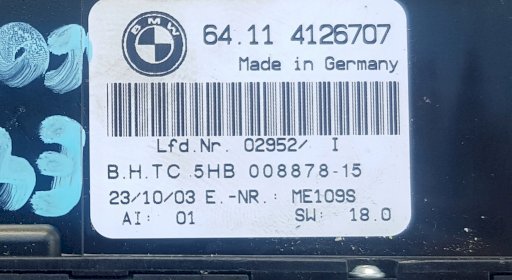 BMW
64.11 4126707
Made in Germany
Lfd.Nr. 02952/ I
B.H.TC 5HB 008878-15
23/10/03 E.-NR.: ME109S
AI: 01 SW: 18.0